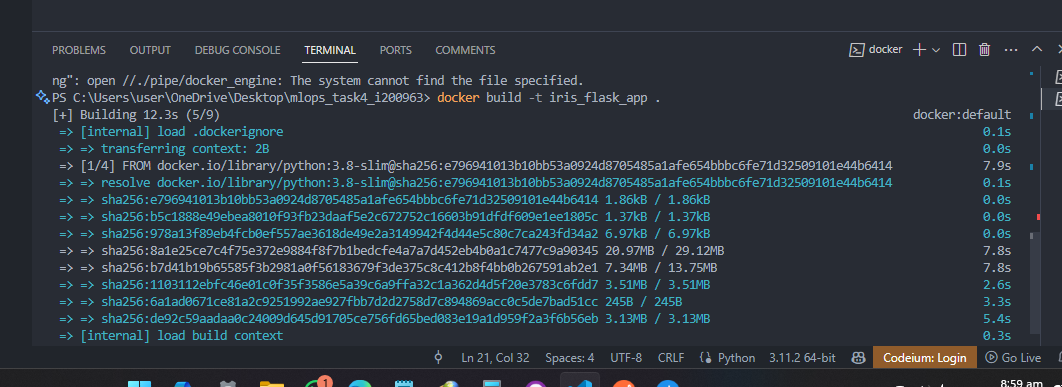 PROBLEMS OUTPUT DEBUG CONSOLE TERMINAL PORTS COMMENTS docker
ng": open //./pipe/docker_engine: The system cannot find the file specified.
PS C:\Users\user\OneDrive\Desktop\mlops_task4_i200963> docker build -t iris_flask_app .
[+] Building 12.3s (5/9) docker:default
=> [internal] load .dockerignore 0.1s
=> => transferring context: 2B 0.0s
=> [1/4] FROM docker.io/library/python:3.8-slim@sha256:e796941013b10bb53a0924d8705485a1afe654bbbc6fe71d32509101e44b6414 7.9s
=> => resolve docker.io/library/python:3.8-slim@sha256:e796941013b10bb53a0924d8705485a1afe654bbbc6fe71d32509101e44b6414 0.1s
=> => sha256:e796941013b10bb53a0924d8705485a1afe654bbbc6fe71d32509101e44b6414 1.86kB / 1.86kB 0.0s
=> => sha256:b5c1888e49ebea8010f93fb23daaf5e2c672752c16603b91dfdf609e1ee1805c 1.37kB / 1.37kB 0.0s
=> => sha256:978a13f89eb4fcb0ef557ae3618de49e2a3149942f4d44e5c80c7ca243fd34a2 6.97kB / 6.97kB 0.0s
=> => sha256:8a1e25ce7c4f75e372e9884f8f7b1bedcfe4a7a7d452eb4b0a1c7477c9a90345 20.97MB / 29.12MB 7.8s
=> => sha256:b7d41b19b65585f3b2981a0f56183679f3de375c8c412b8f4bb0b267591ab2e1 7.34MB / 13.75MB 7.8s
=> => sha256:1103112ebfc46e01c0f35f3586e5a39c6a9ffa32c1a362d4d5f20e3783c6fdd7 3.51MB / 3.51MB 2.6s
=> => sha256:6a1ad0671ce81a2c9251992ae927fbb7d2d2758d7c894869acc0c5de7bad51cc 245B / 245B 3.3s
=> => sha256:de92c59aadaa0c24009d645d91705ce756fd65bed083e19a1d959f2a3f6b56eb 3.13MB / 3.13MB 5.4s
=> [internal] load build context 0.3s
Ln 21, Col 32 Spaces: 4 UTF-8 CRLF Python 3.11.2 64-bit Codeium: Login Go Live
1 8:59 am